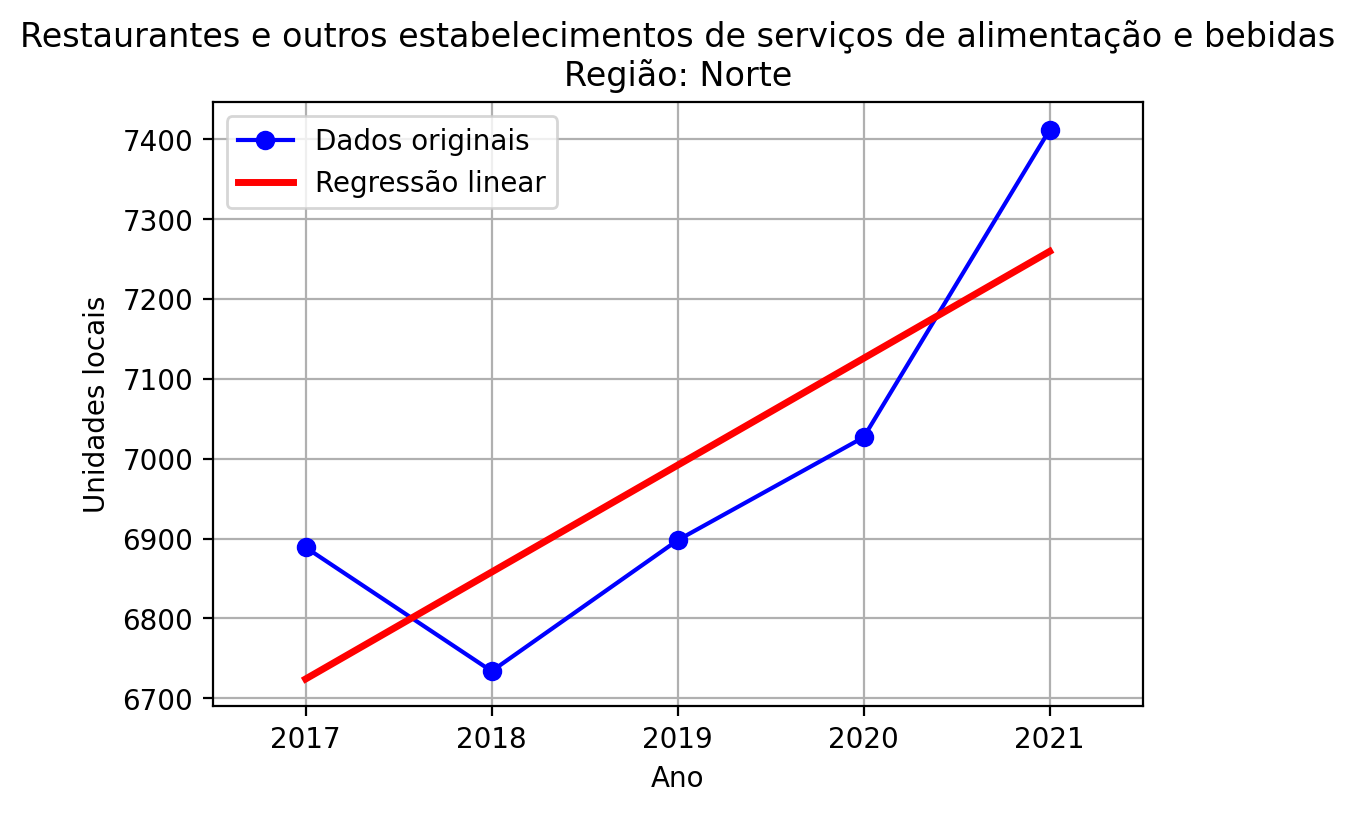 Restaurantes e outros estabelecimentos de serviços de alimentação e bebidas
Região: Norte
Dados originais
Regressão linear
7400
7300
7200
7100
7000
6900
6800
6700
Unidades locais
2017 2018 2019 2020 2021
Ano